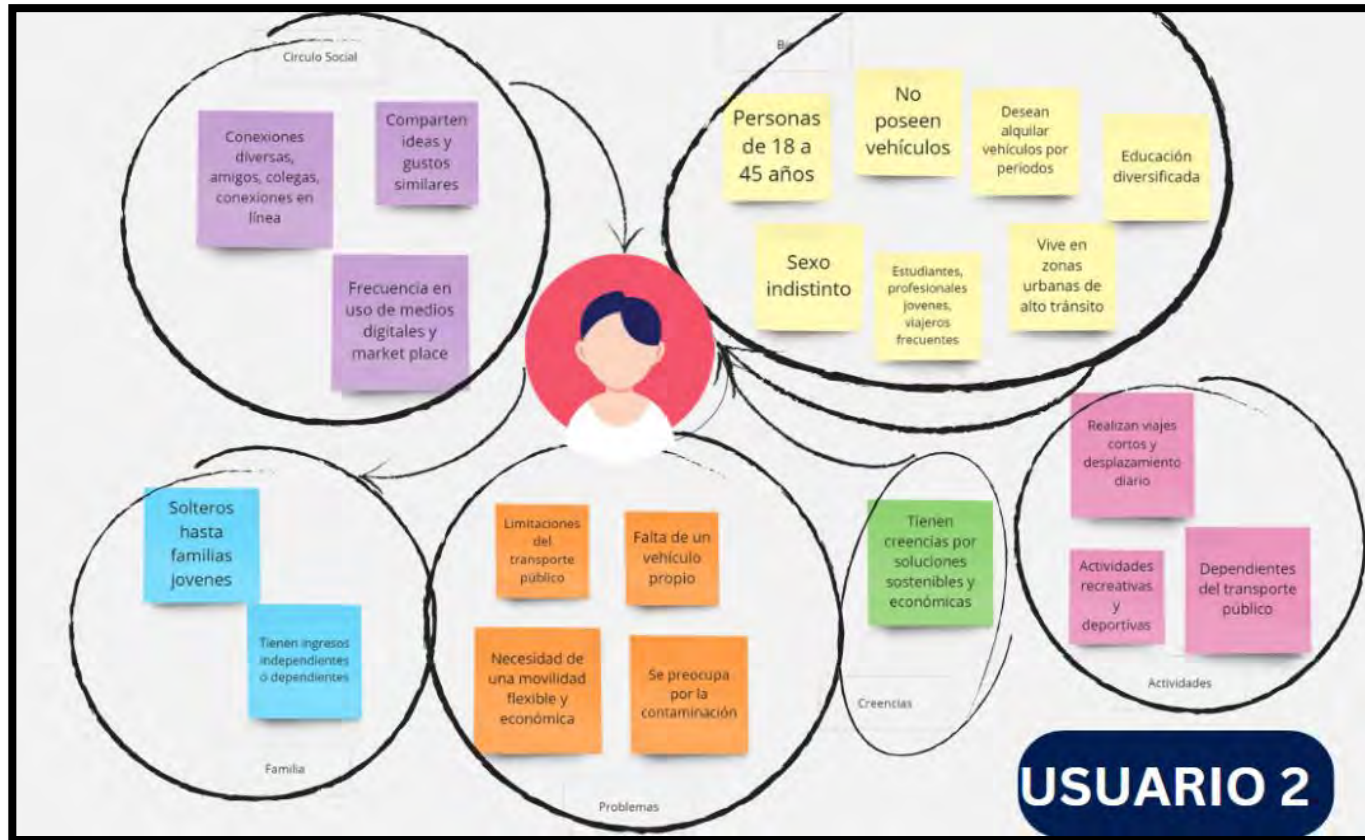 Circulo Social
Conexiones
diversas,
amigos, colegas,
conexiones en
línea
Comparten
ideas y
gustos
similares
Frecuencia en
uso de medios
digitales y
market place
Personas
de 18 a
45 años
No
poseen
vehículos
Desean
alquilar
vehículos por
periodos
Educación
diversificada
Sexo
indistinto
Estudiantes,
profesionales
jovenes,
viajeros
frecuentes
Vive en
zonas
urbanas de
alto tránsito
Solteros
hasta
familias
jovenes
Tienen ingresos
independientes
o dependientes
Familia
Limitaciones
del
transporte
público
Falta de un
vehículo
propio
Necesidad de
una movilidad
flexible y
económica
Se preocupa
por la
contaminación
Problemas
Tienen
creencias por
soluciones
sostenibles y
económicas
Creencias
Realizan viajes
cortos y
desplazamiento
diario
Actividades
recreativas
y
deportivas
Dependientes
del transporte
público
Actividades
USUARIO 2